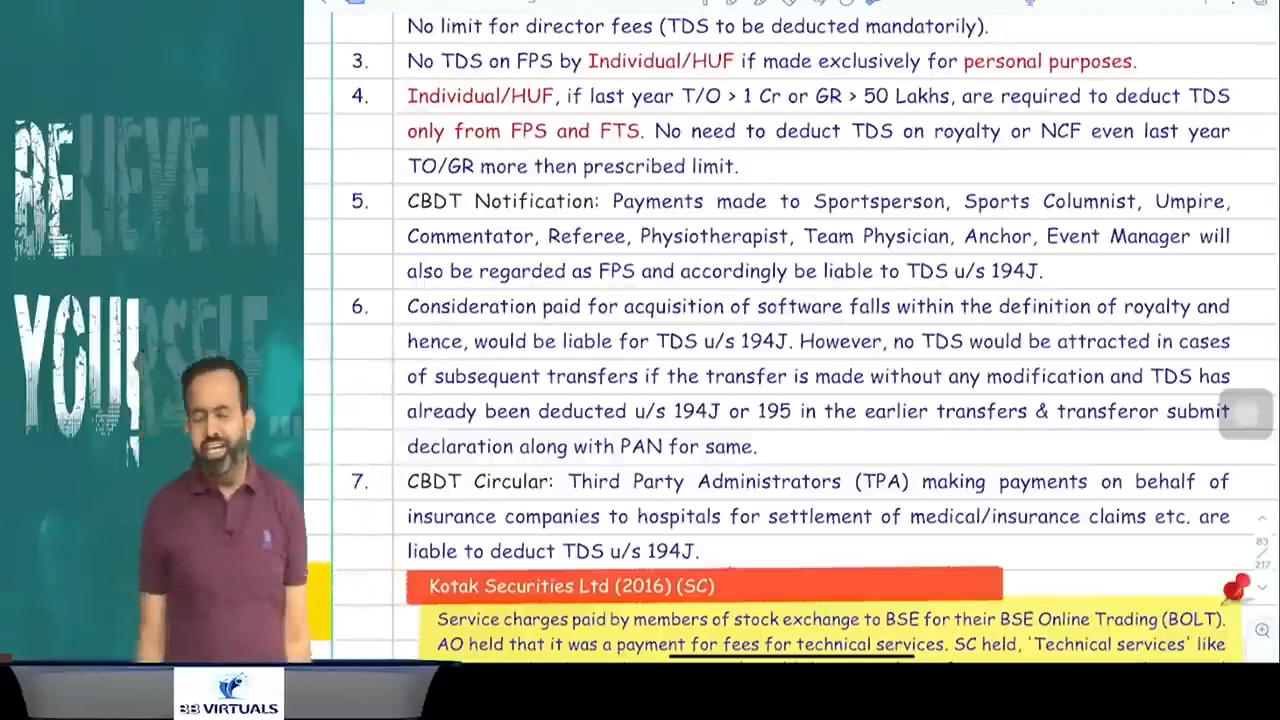 BELIEVE IN
YOURSELF
No limit for director fees (TDS to be deducted mandatorily).
3. No TDS on FPS by Individual/HUF if made exclusively for personal purposes.
4. Individual/HUF, if last year T/O > 1 Cr or GR > 50 Lakhs, are required to deduct TDS
only from FPS and FTS. No need to deduct TDS on royalty or NCF even last year
TO/GR more then prescribed limit.
5. CBDT Notification: Payments made to Sportsperson, Sports Columnist, Umpire,
Commentator, Referee, Physiotherapist, Team Physician, Anchor, Event Manager will
also be regarded as FPS and accordingly be liable to TDS u/s 194J.
6. Consideration paid for acquisition of software falls within the definition of royalty and
hence, would be liable for TDS u/s 194J. However, no TDS would be attracted in cases
of subsequent transfers if the transfer is made without any modification and TDS has
already been deducted u/s 194J or 195 in the earlier transfers & transferor submit
declaration along with PAN for same.
7. CBDT Circular: Third Party Administrators (TPA) making payments on behalf of
insurance companies to hospitals for settlement of medical/insurance claims etc. are
liable to deduct TDS u/s 194J.
Kotak Securities Ltd (2016) (SC)
Service charges paid by members of stock exchange to BSE for their BSE Online Trading (BOLT).
AO held that it was a payment for fees for technical services. SC held, 'Technical services' like
83
/
217
BB VIRTUALS